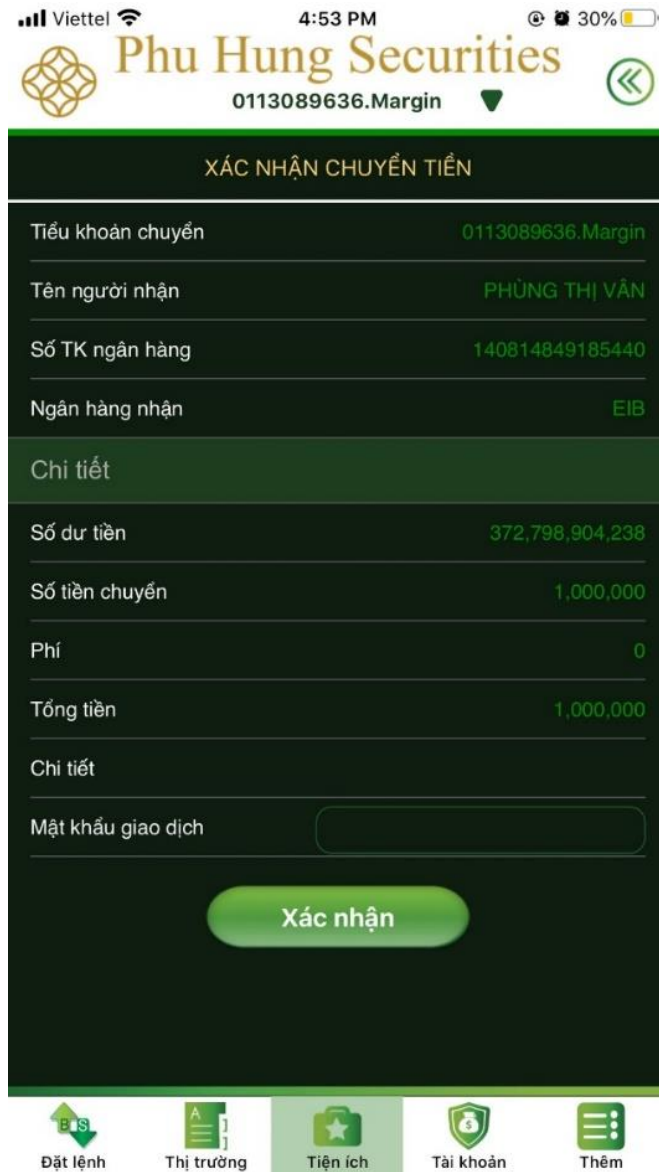 Viettel 4:53 PM 30%
Phu Hung Securities
0113089636.Margin
XÁC NHẬN CHUYỂN TIỀN
Tiểu khoản chuyển 0113089636.Margin
Tên người nhận PHÙNG THỊ VÂN
Số TK ngân hàng 140814849185440
Ngân hàng nhận EIB
Chi tiết
Số dư tiền 372,798,904,238
Số tiền chuyển 1,000,000
Phí 0
Tổng tiền 1,000,000
Chi tiết
Mật khẩu giao dịch
Xác nhận
B S A
Đặt lệnh Thị trường Tiện ích Tài khoản Thêm